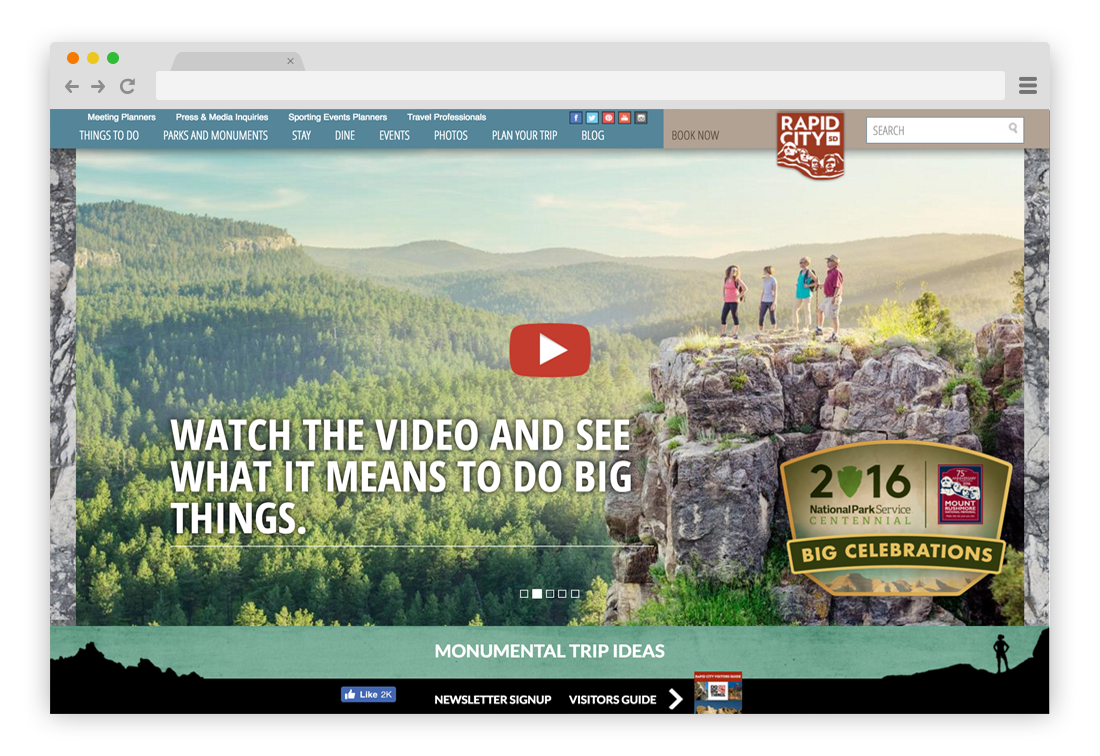 Meeting Planners Press & Media Inquiries Sporting Events Planners Travel Professionals
THINGS TO DO PARKS AND MONUMENTS STAY DINE EVENTS PHOTOS PLAN YOUR TRIP BLOG BOOK NOW
RAPID
CITY SD
SEARCH
WATCH THE VIDEO AND SEE
WHAT IT MEANS TO DO BIG
THINGS.
2016
National Park Service
CENTENNIAL
75TH
MOUNT
RUSHMORE
BIG CELEBRATIONS
MONUMENTAL TRIP IDEAS
Like 2K
NEWSLETTER SIGNUP VISITORS GUIDE
RAPID CITY VISITORS GUIDE